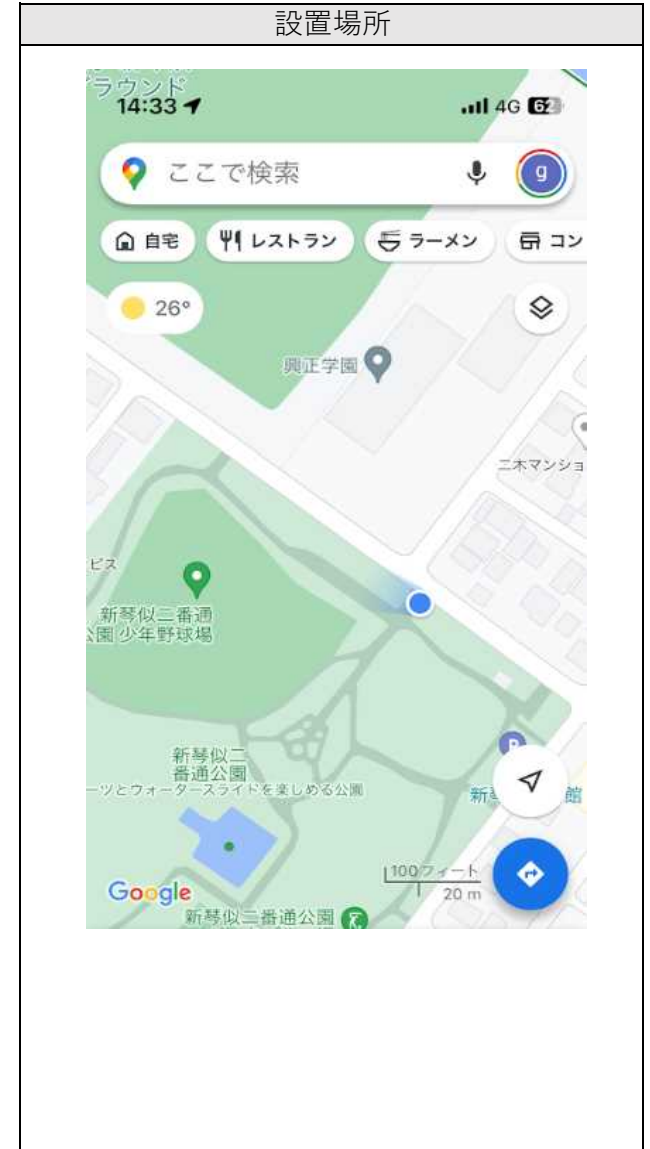 設置場所
ラウンド
14:33
4G 62
ここで検索
g
自宅
レストラン
ラーメン
コン
26°
興正学園
二木マンショ
ビス
新琴似二番通
公園 少年野球場
新琴似二
番通公園
ーツとウォータースライドを楽しめる公園
P
新琴
館
100フィート
20 m
Google
新琴似二番通公園